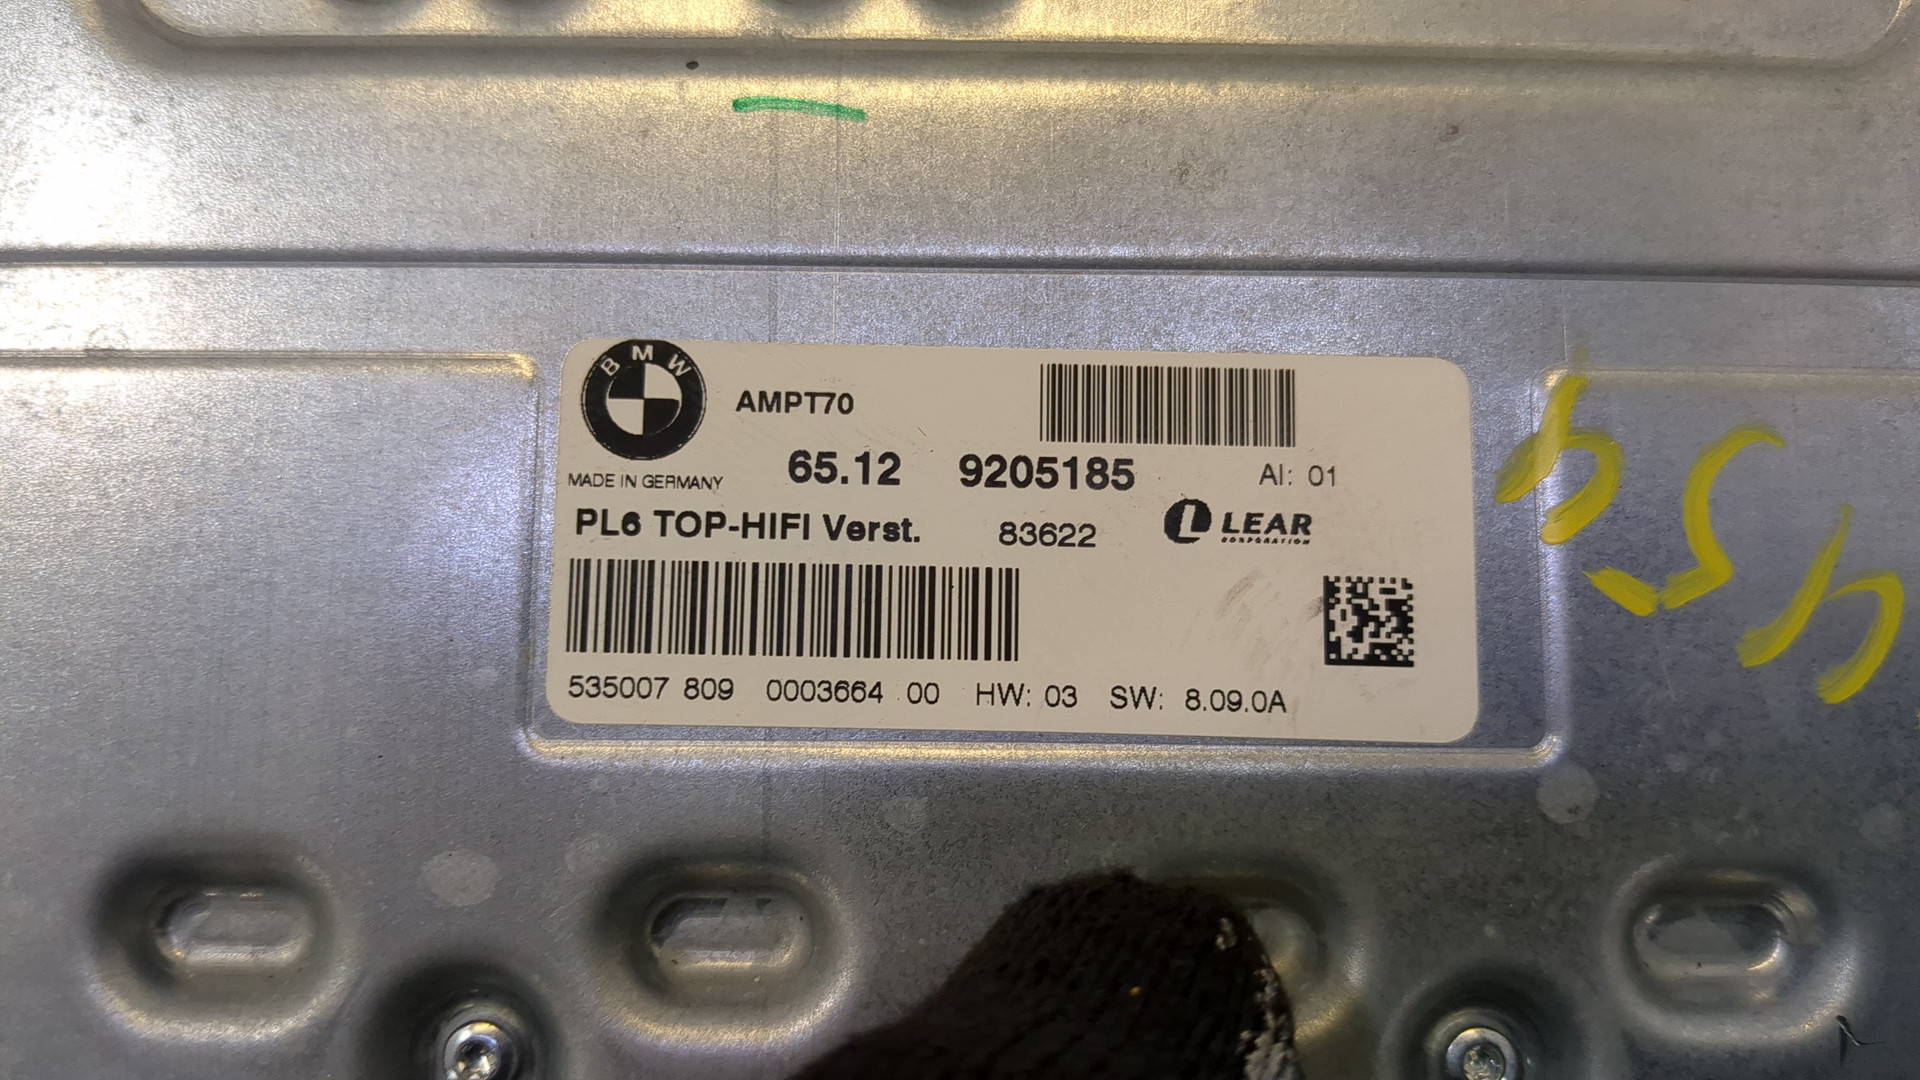 BMW
AMPT70
MADE IN GERMANY
65.12 9205185 AI: 01
PL6 TOP-HIFI Verst. 83622 LEAR
CORPORATION
535007 809 0003664 00 HW: 03 SW: 8.09.0A